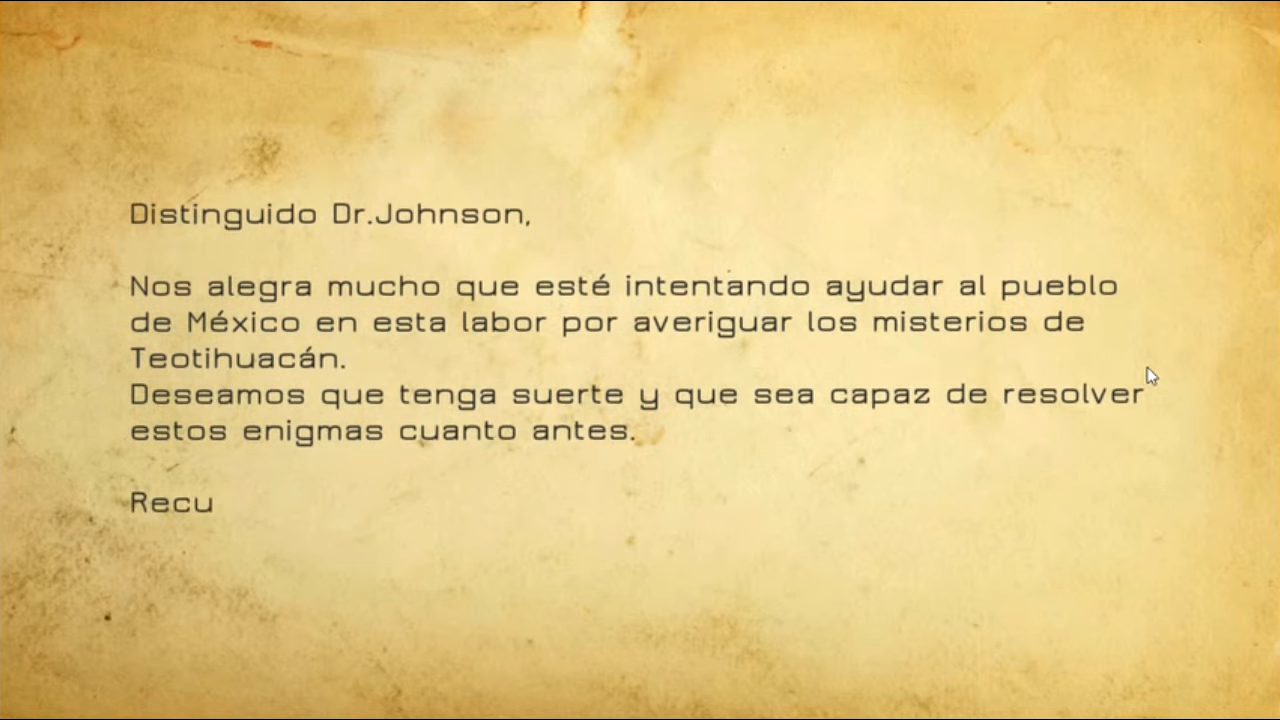 Distinguido Dr.Johnson,
Nos alegra mucho que esté intentando ayudar al pueblo
de México en esta labor por averiguar los misterios de
Teotihuacán.
Deseamos que tenga suerte y que sea capaz de resolver
estos enigmas cuanto antes.
Recu